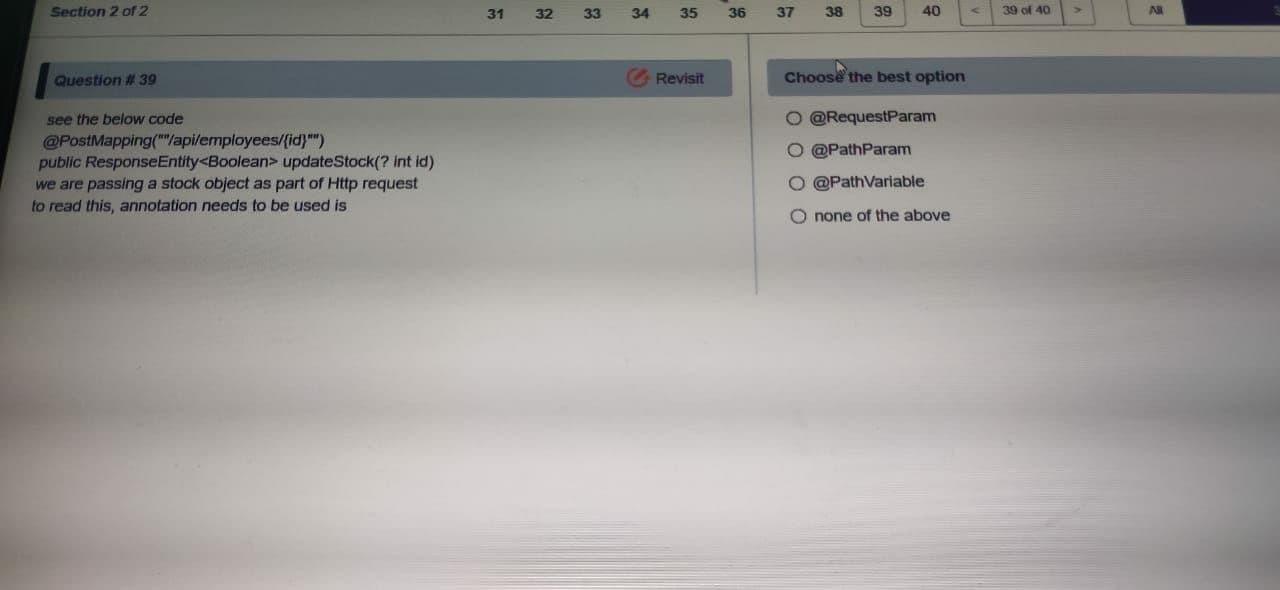 Section 2 of 2
31 32 33 34 35 36 37 38 39 40 < 39 of 40 > All
Question # 39
Revisit
see the below code
@PostMapping(""/api/employees/{id}"")
public ResponseEntity<Boolean> updateStock(? int id)
we are passing a stock object as part of Http request
to read this, annotation needs to be used is
Choose the best option
@RequestParam
@PathParam
@PathVariable
none of the above